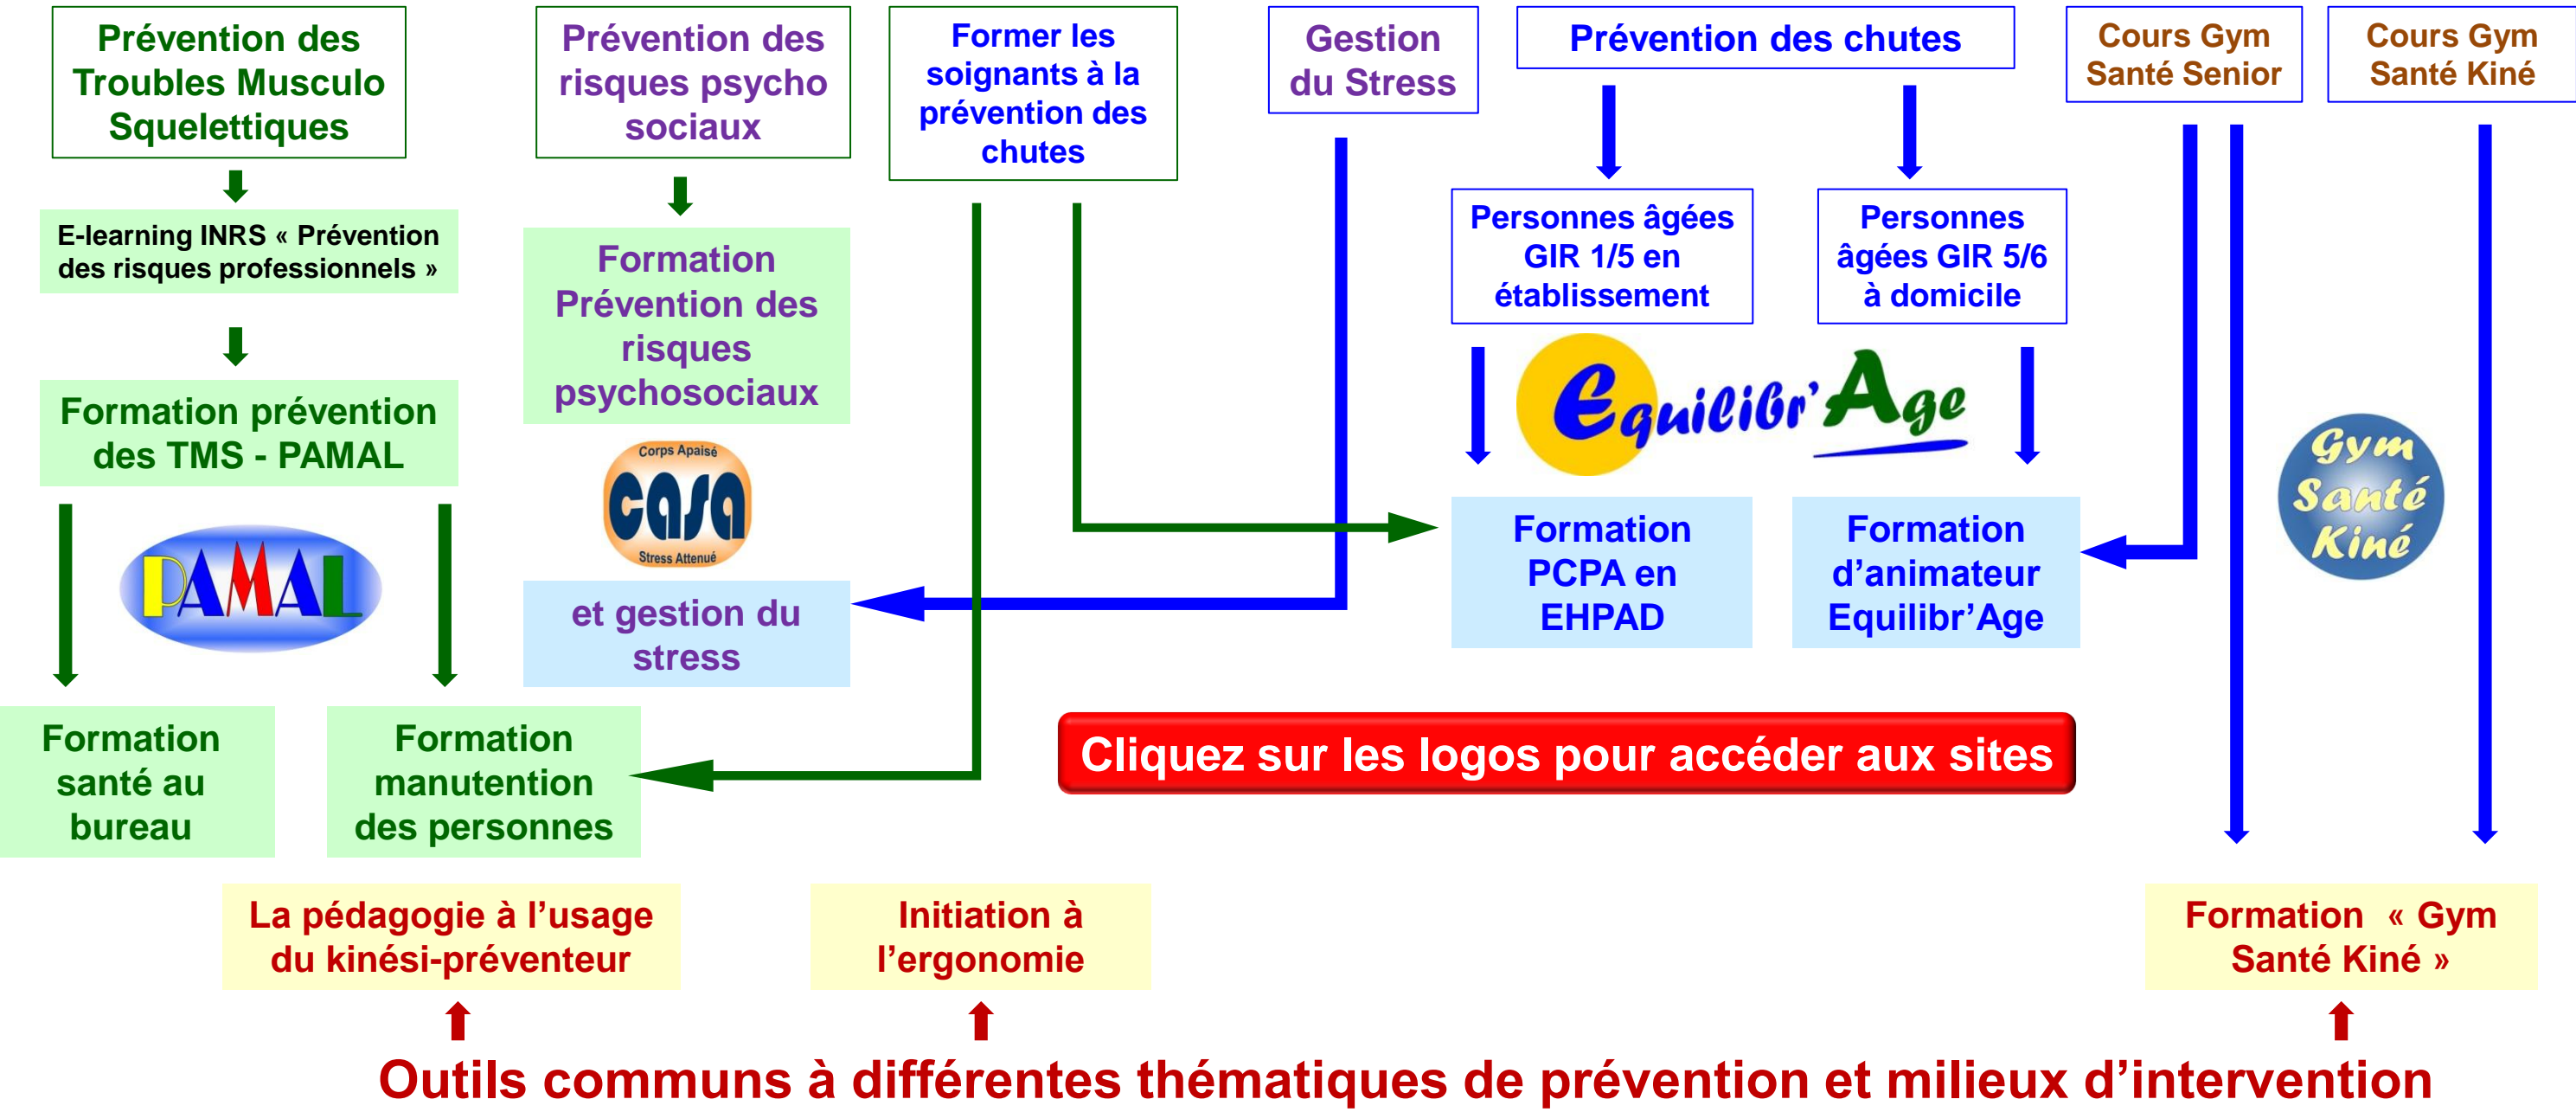 Prévention des
Troubles Musculo
Squelettiques
Prévention des
risques psycho
sociaux
Former les
soignants à la
prévention des
chutes
Gestion
du Stress
Prévention des chutes
Cours Gym
Santé Senior
Cours Gym
Santé Kiné
E-learning INRS « Prévention
des risques professionnels »
Formation
Prévention des
risques
psychosociaux
Personnes âgées
GIR 1/5 en
établissement
Personnes
âgées GIR 5/6
à domicile
Formation prévention
des TMS - PAMAL
Equilibr'Age
Corps Apaisé
casa
Stress Attenué
Gym
Santé
Kiné
PAMAL
et gestion du
stress
Formation
PCPA en
EHPAD
Formation
d’animateur
Equilibr’Age
Formation
santé au
bureau
Formation
manutention
des personnes
Cliquez sur les logos pour accéder aux sites
La pédagogie à l’usage
du kinési-préventeur
Initiation à
l’ergonomie
Formation « Gym
Santé Kiné »
Outils communs à différentes thématiques de prévention et milieux d’intervention